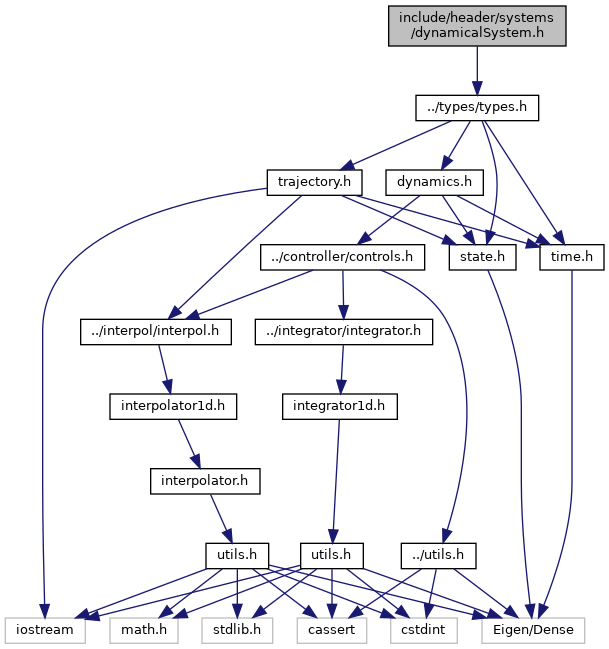 include/header/systems
/dynamicalSystem.h
../types/types.h
trajectory.h
dynamics.h
../controller/controls.h
state.h
time.h
../interpol/interpol.h
../integrator/integrator.h
interpolator1d.h
integrator1d.h
interpolator.h
utils.h
utils.h
../utils.h
iostream
math.h
stdlib.h
cassert
cstdint
Eigen/Dense